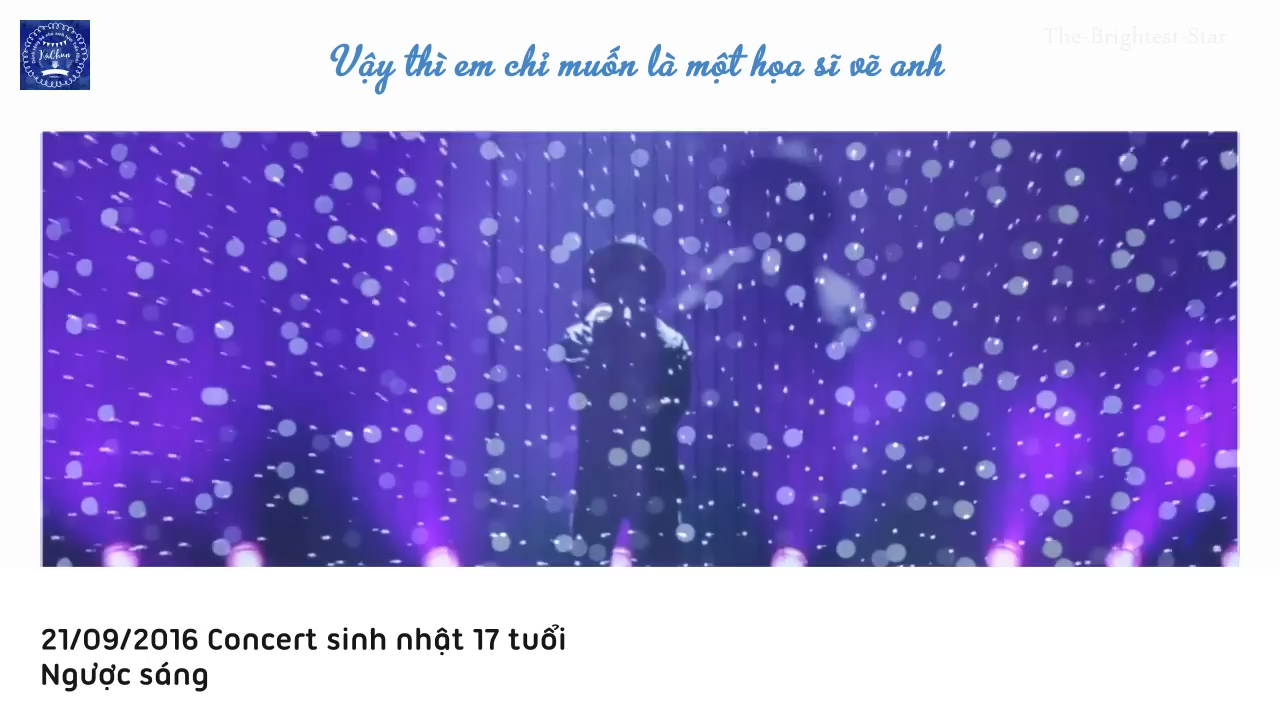 Vậy thì em chỉ muốn là một họa sĩ vẽ anh
The-Brightest-Star
KaChun
21/09/2016 Concert sinh nhật 17 tuổi
Ngược sáng